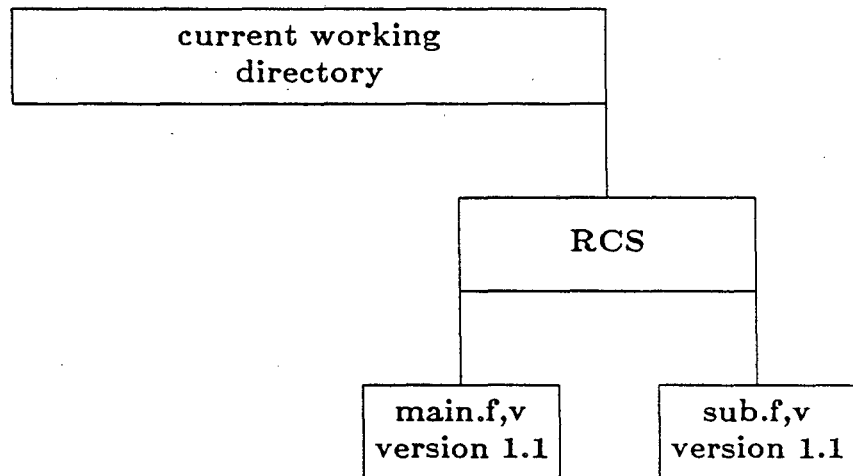 current working
directory
RCS
main.f,v
version 1.1
sub.f,v
version 1.1